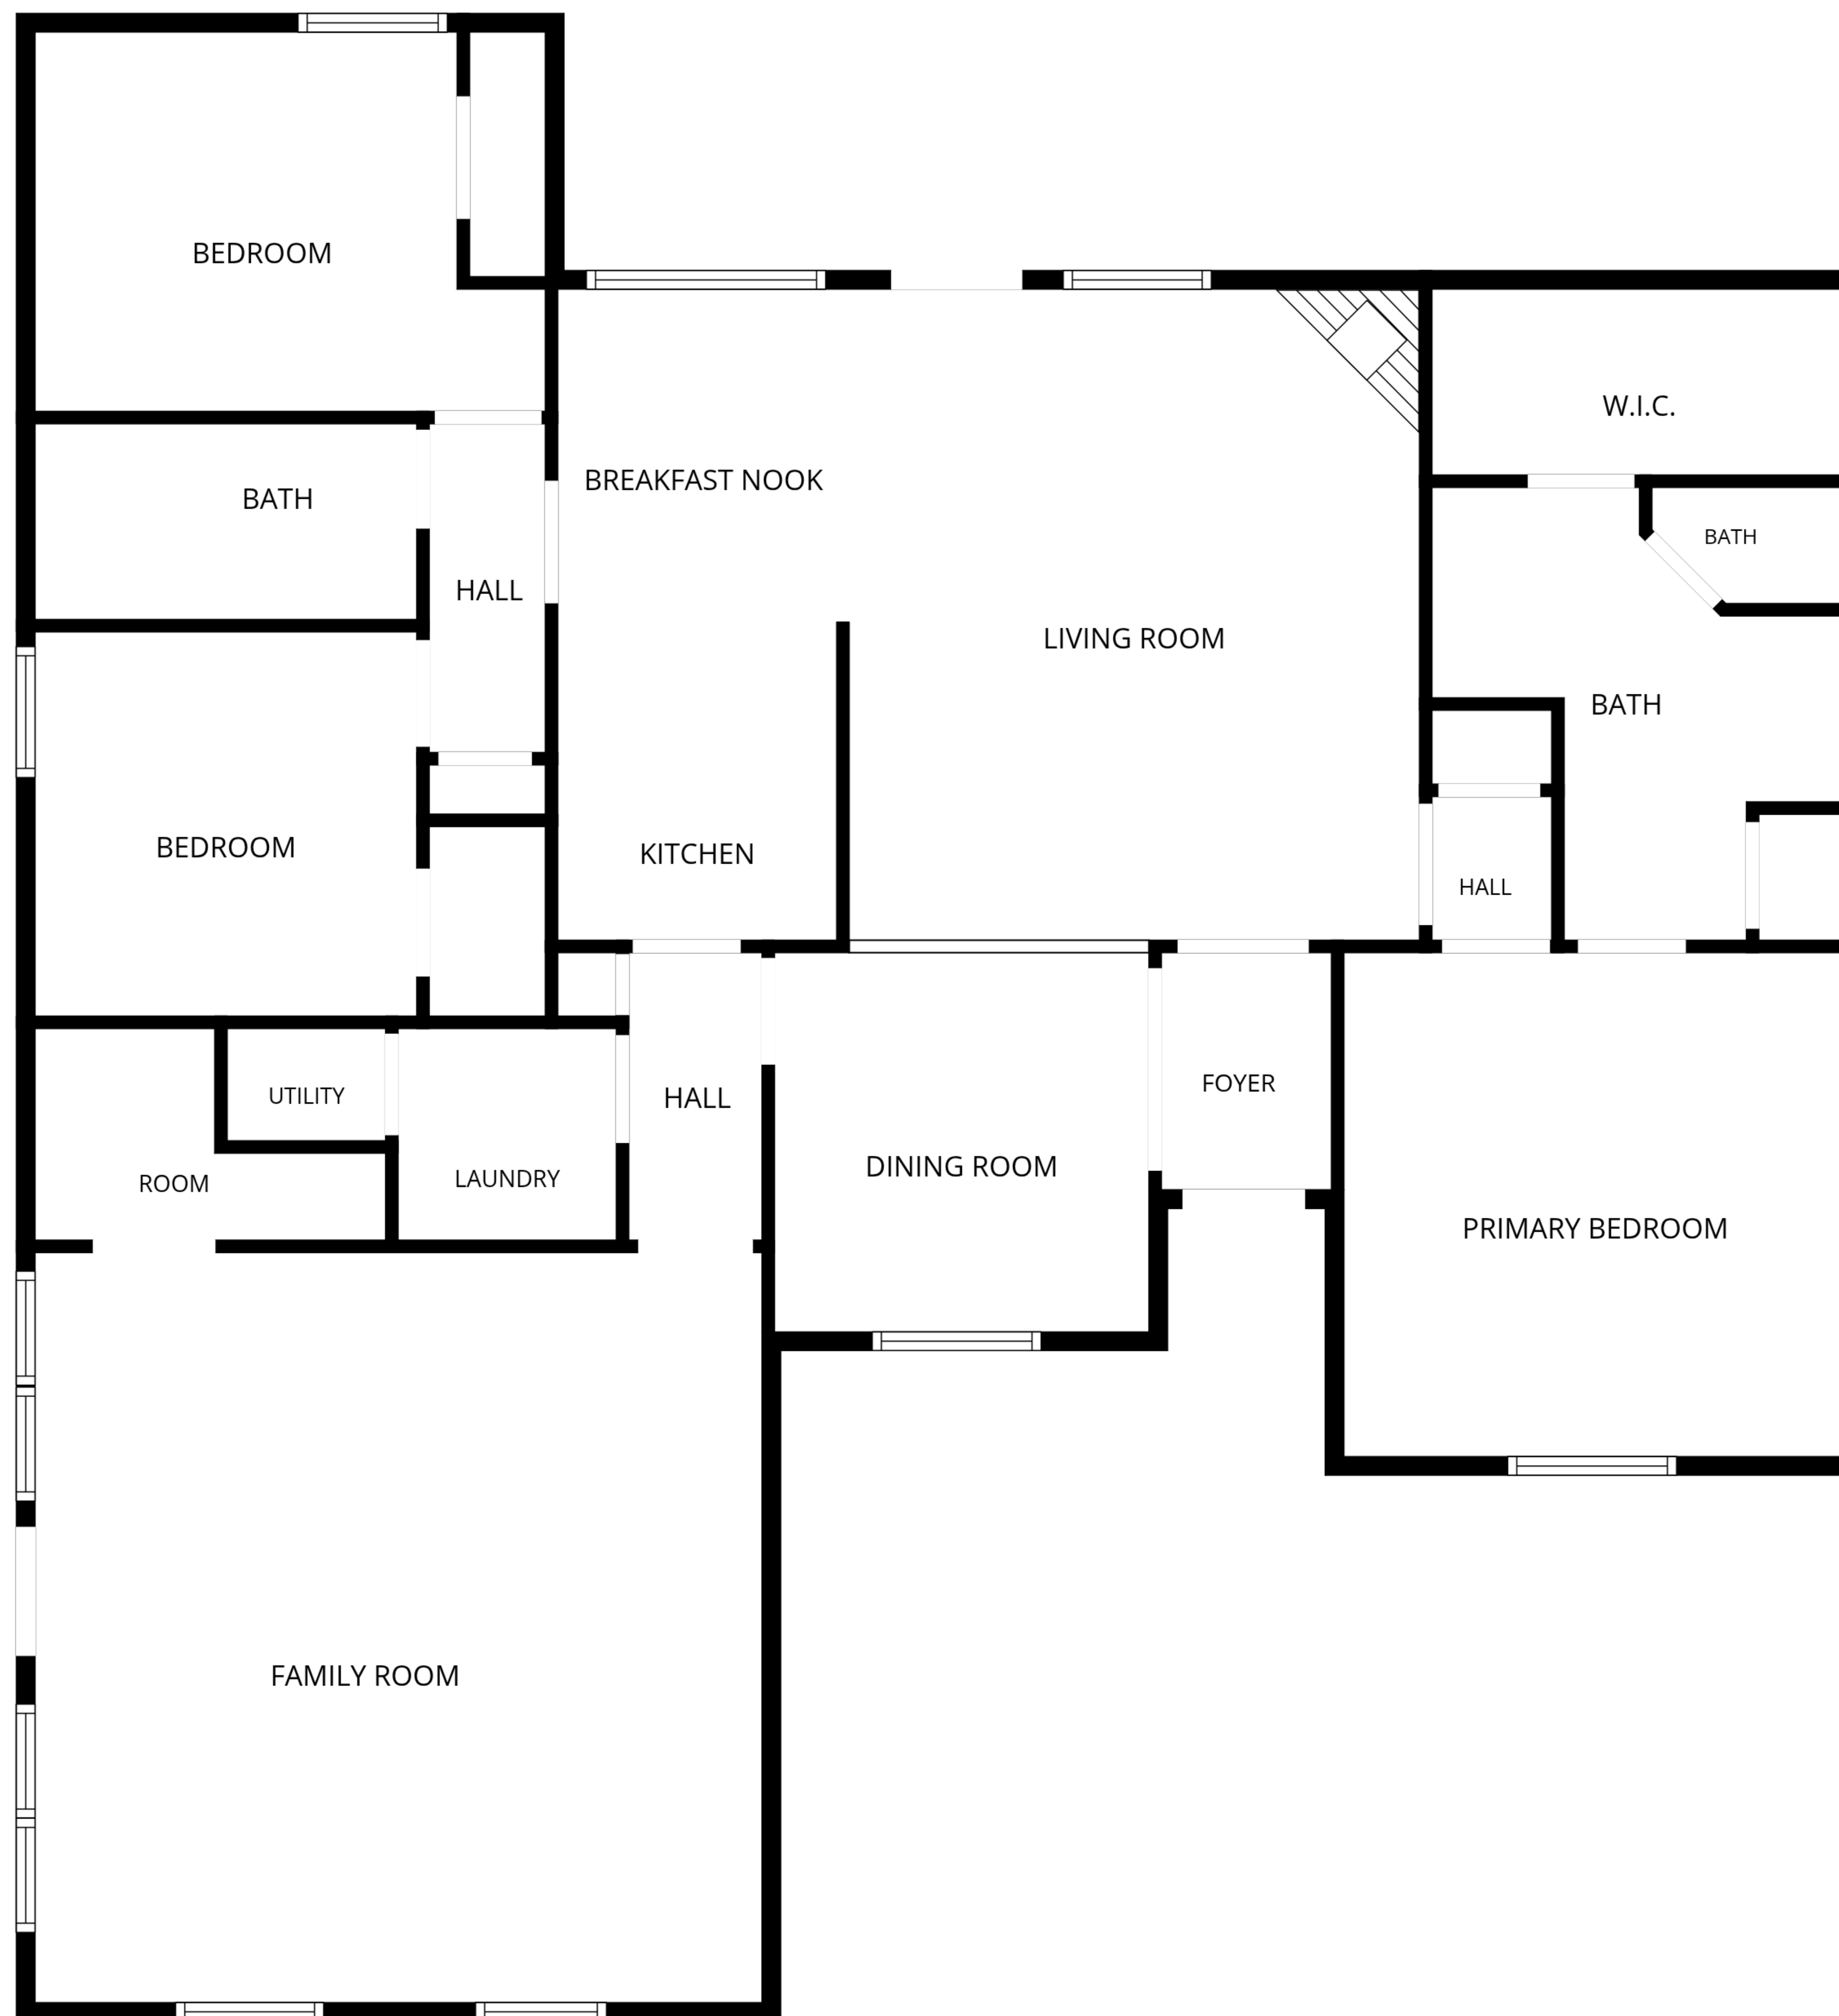 BEDROOM
W.I.C.
BREAKFAST NOOK
BATH
BATH
HALL
LIVING ROOM
BATH
BEDROOM
KITCHEN
HALL
FOYER
UTILITY
HALL
DINING ROOM
LAUNDRY
ROOM
PRIMARY BEDROOM
FAMILY ROOM